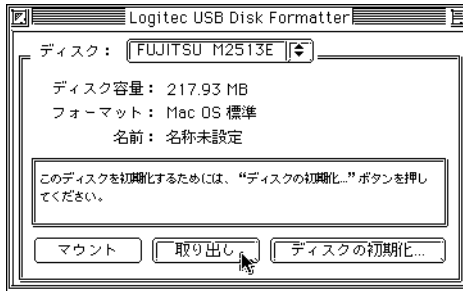 Logitec USB Disk Formatter
ディスク： FUJITSU M2513E
ディスク容量： 217.93 MB
フォーマット： Mac OS 標準
名前： 名称未設定
このディスクを初期化するためには、“ディスクの初期化...”ボタンを押し
てください。
マウント 取り出し ディスクの初期化...